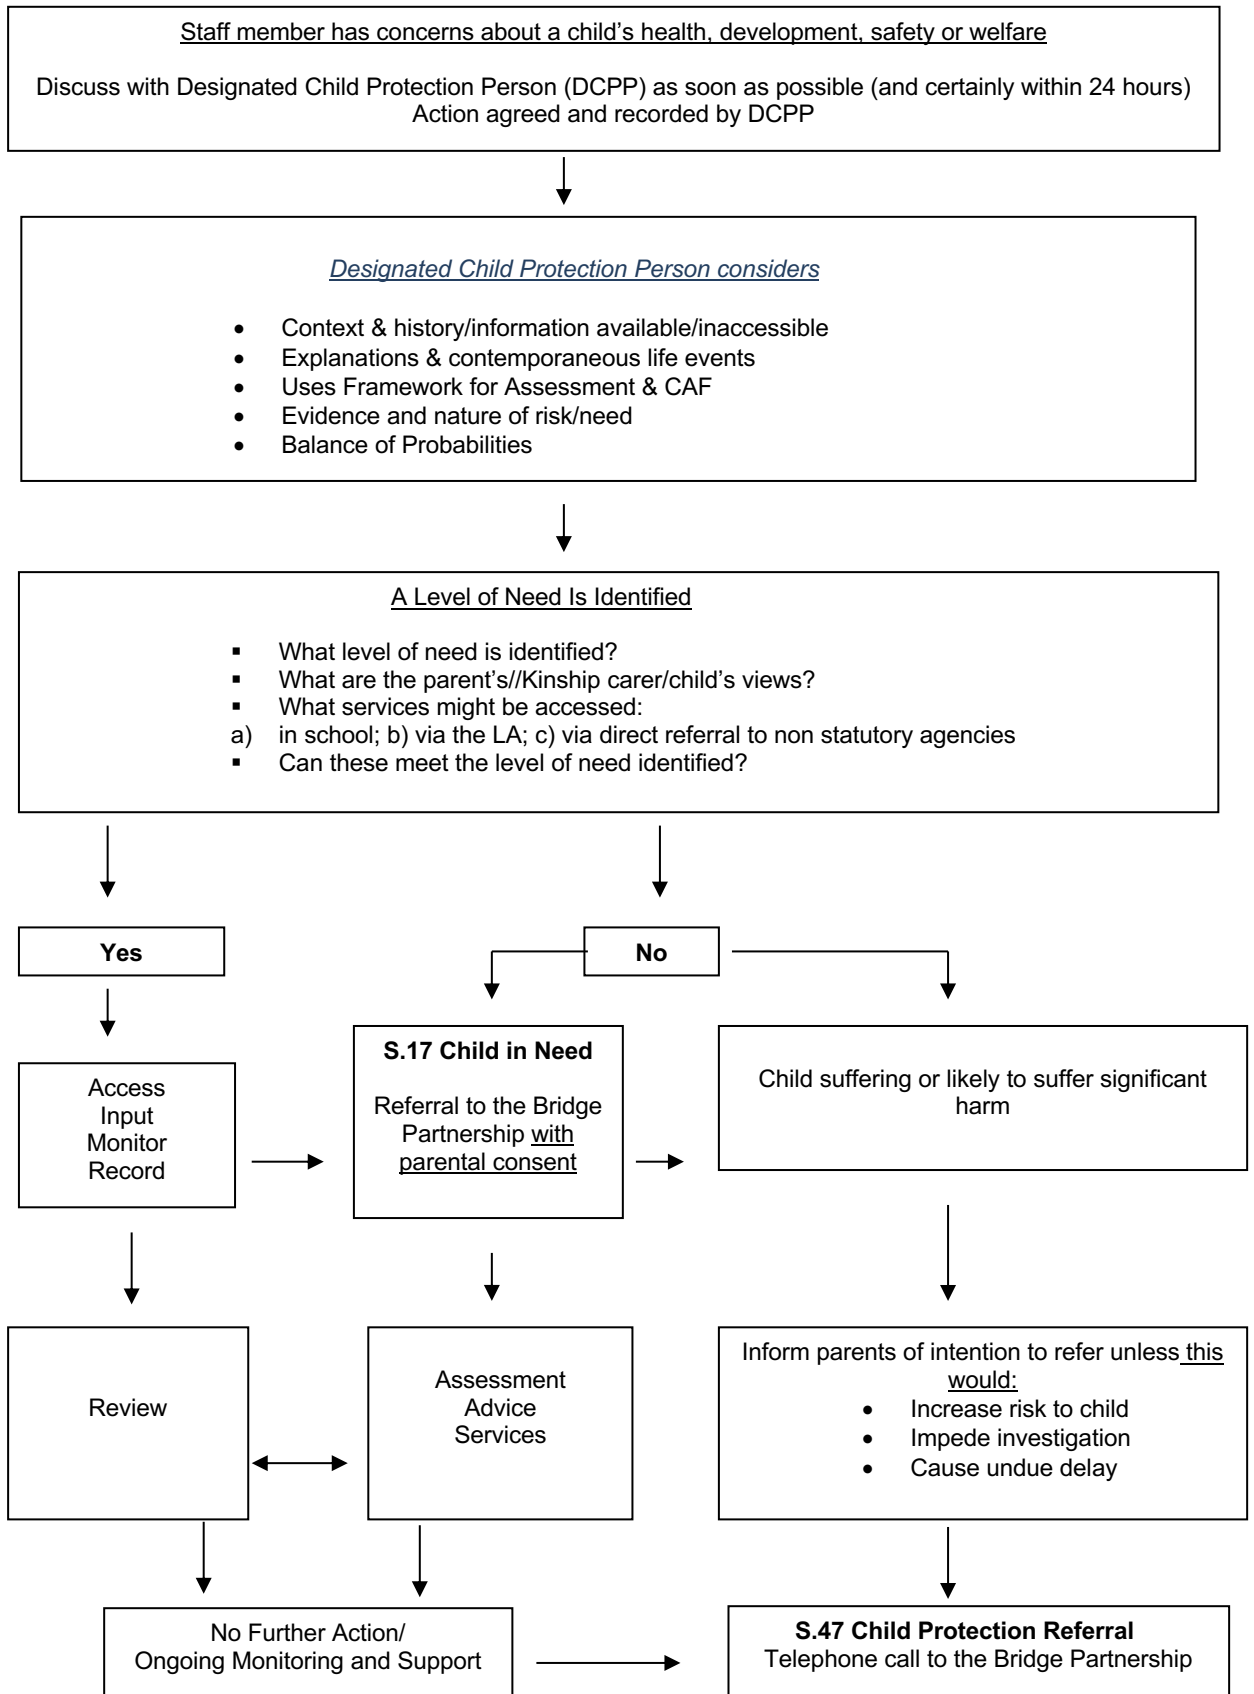 Staff member has concerns about a child’s health, development, safety or welfare
Discuss with Designated Child Protection Person (DCPP) as soon as possible (and certainly within 24 hours)
Action agreed and recorded by DCPP
Designated Child Protection Person considers
• Context & history/information available/inaccessible
• Explanations & contemporaneous life events
• Uses Framework for Assessment & CAF
• Evidence and nature of risk/need
• Balance of Probabilities
A Level of Need Is Identified
▪ What level of need is identified?
▪ What are the parent’s//Kinship carer/child’s views?
▪ What services might be accessed:
a) in school; b) via the LA; c) via direct referral to non statutory agencies
▪ Can these meet the level of need identified?
Yes
No
Access
Input
Monitor
Record
S.17 Child in Need
Referral to the Bridge
Partnership with
parental consent
Child suffering or likely to suffer significant
harm
Review
Assessment
Advice
Services
Inform parents of intention to refer unless this
would:
• Increase risk to child
• Impede investigation
• Cause undue delay
No Further Action/
Ongoing Monitoring and Support
S.47 Child Protection Referral
Telephone call to the Bridge Partnership